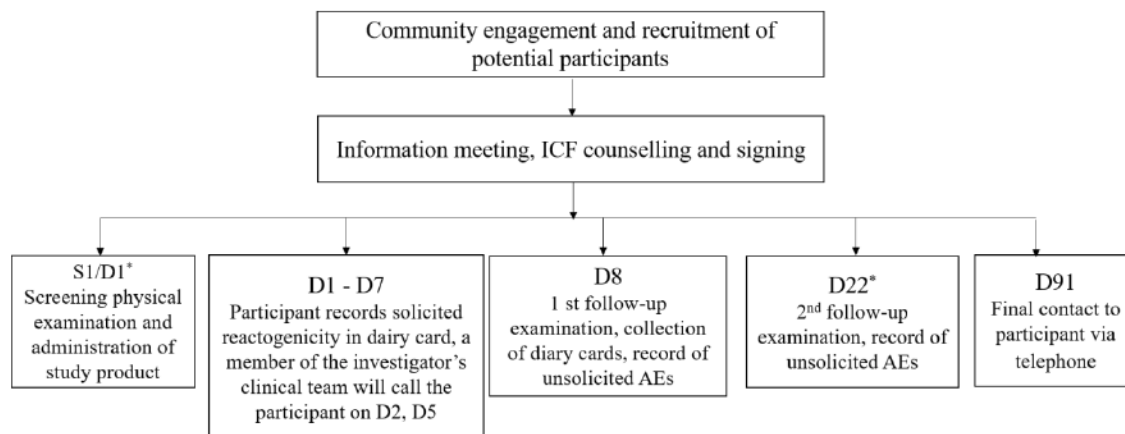 Community engagement and recruitment of
potential participants
Information meeting, ICF counselling and signing
S1/D1*
Screening physical
examination and
administration of
study product
D1 - D7
Participant records solicited
reactogenicity in dairy card, a
member of the investigator's
clinical team will call the
participant on D2, D5
D8
1 st follow-up
examination, collection
of diary cards, record of
unsolicited AEs
D22*
2nd follow-up
examination, record of
unsolicited AEs
D91
Final contact to
participant via
telephone